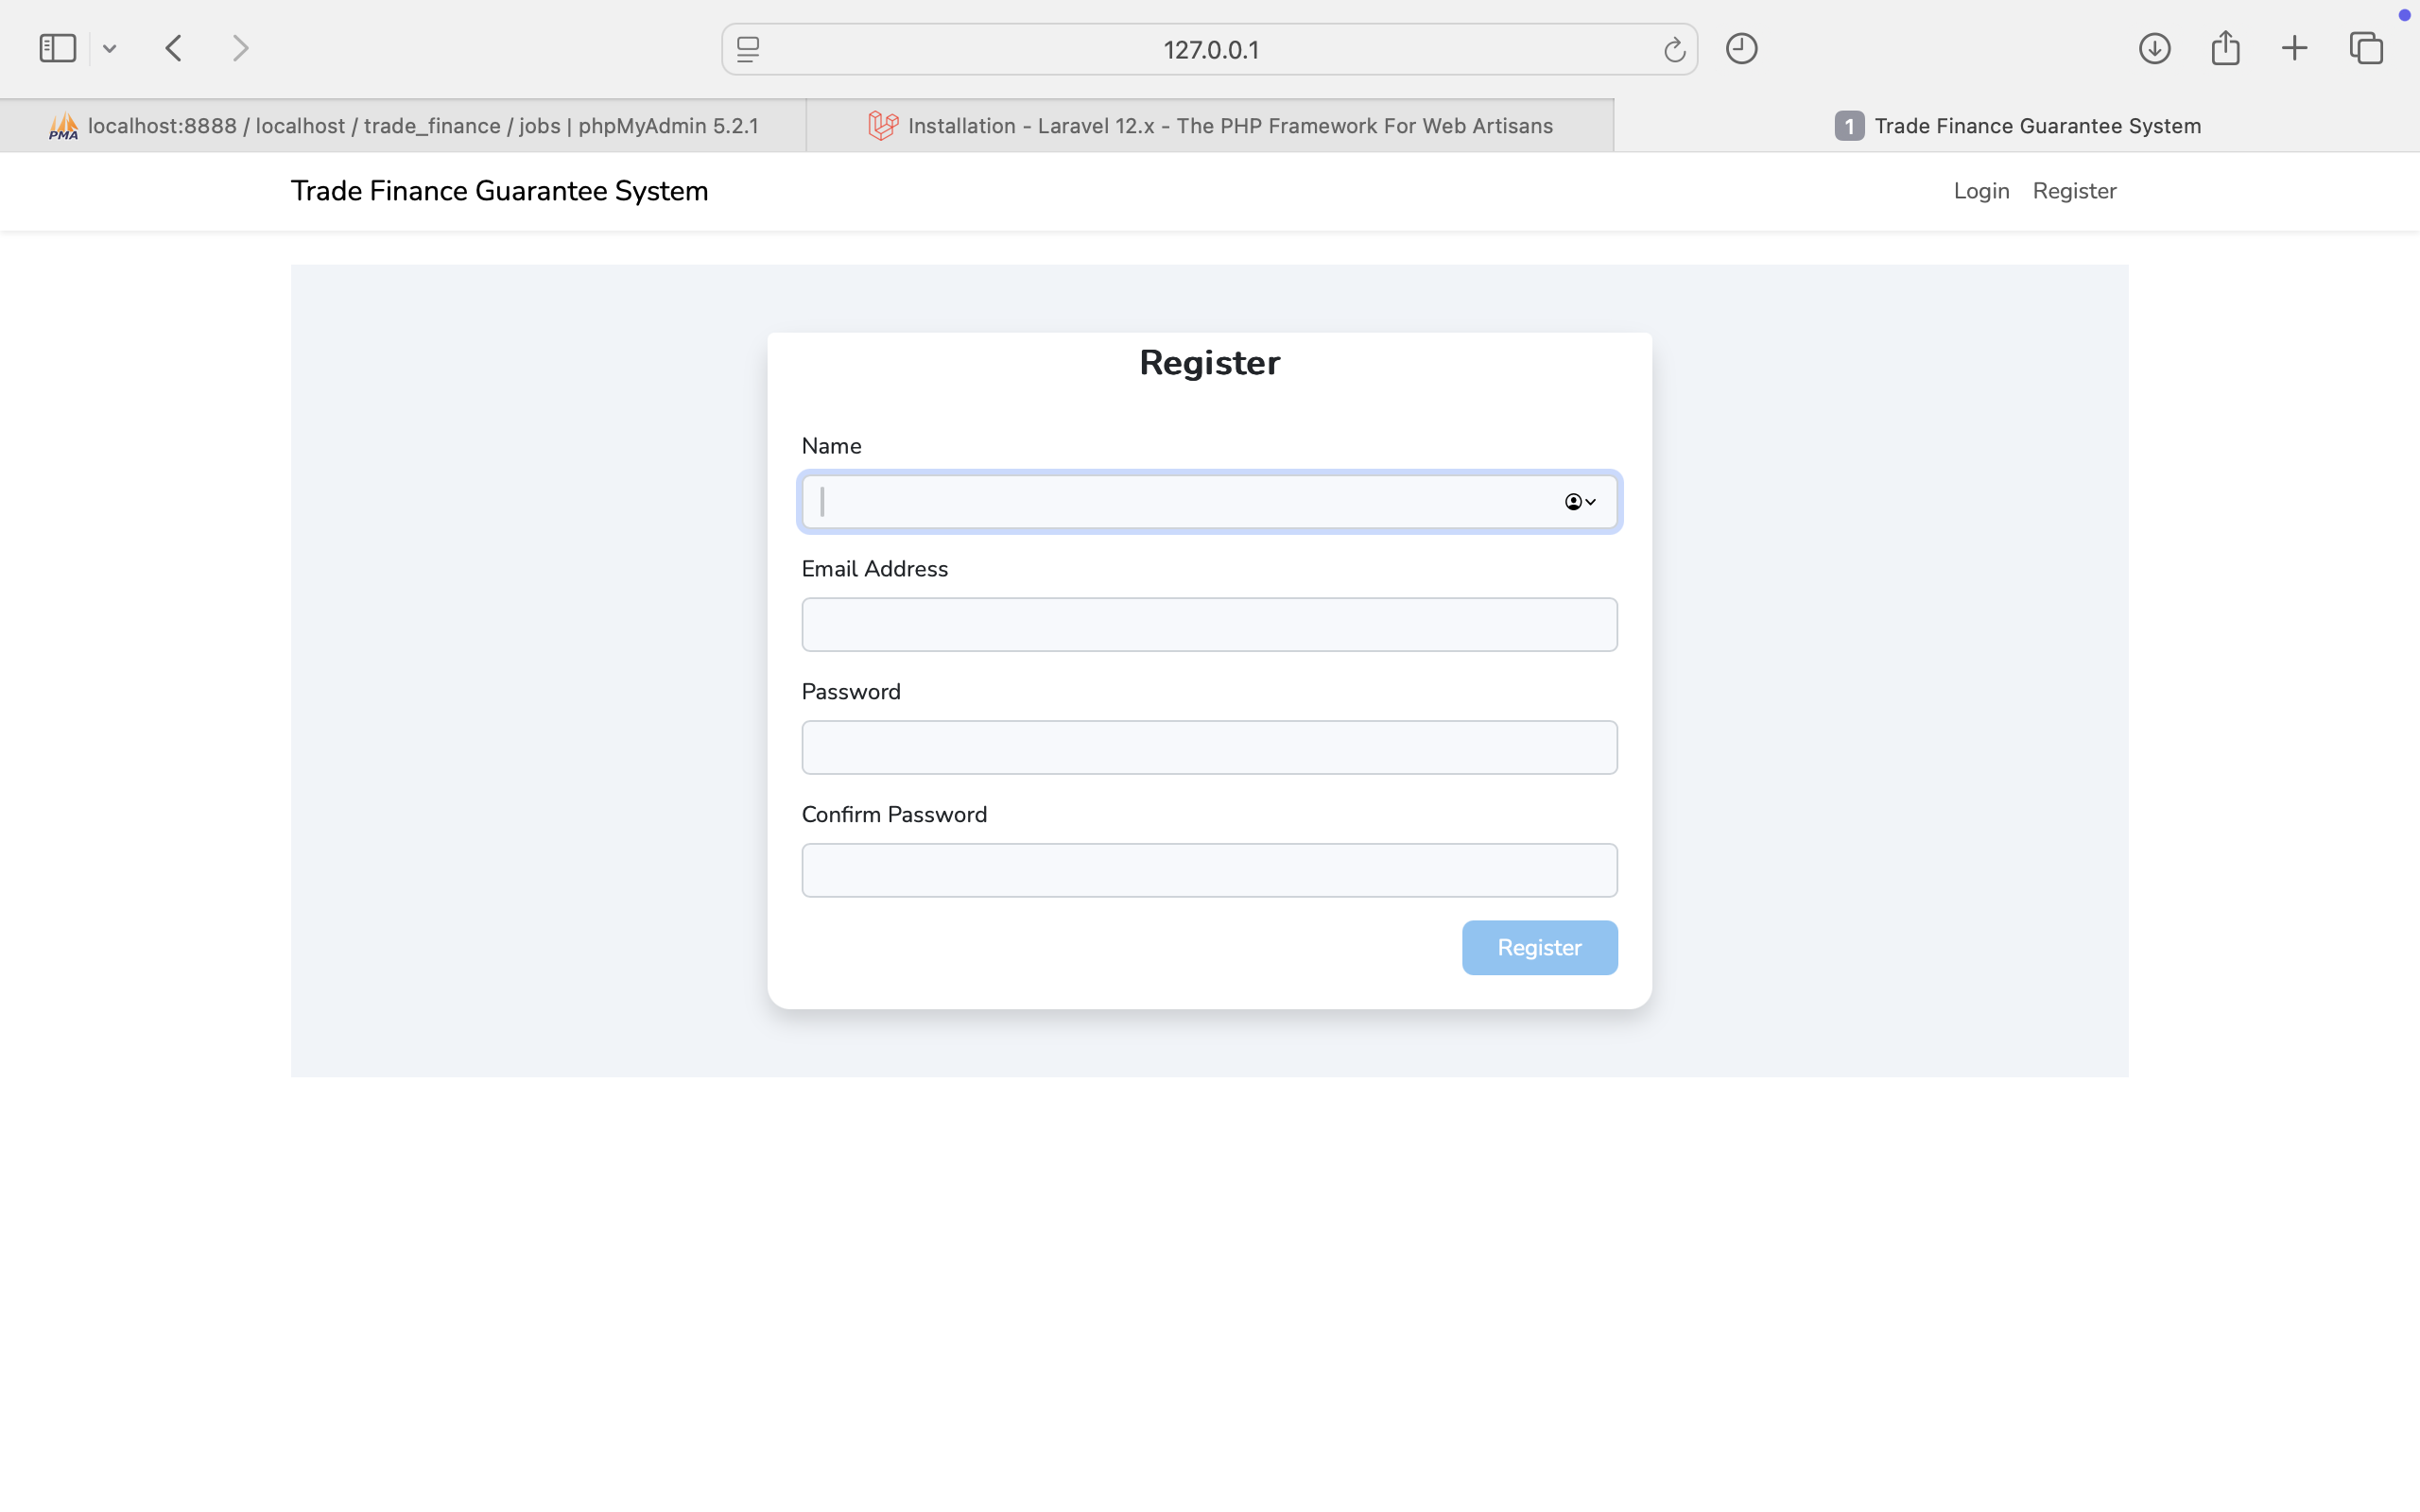 127.0.0.1
PMA localhost:8888 / localhost / trade_finance / jobs | phpMyAdmin 5.2.1
Installation - Laravel 12.x - The PHP Framework For Web Artisans
1 Trade Finance Guarantee System
Trade Finance Guarantee System
Login Register
Register
Name
Email Address
Password
Confirm Password
Register